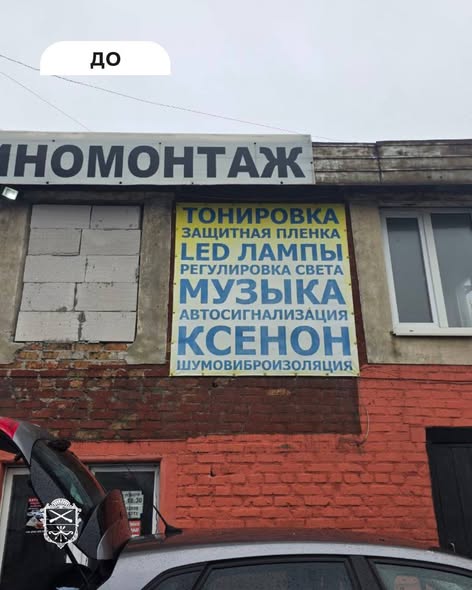 ДО
ИНОМОНТАЖ
ТОНИРОВКА
ЗАЩИТНАЯ ПЛЕНКА
LED ЛАМПЫ
РЕГУЛИРОВКА СВЕТА
МУЗЫКА
АВТОСИГНАЛИЗАЦИЯ
КСЕНОН
ШУМОВИБРОИЗОЛЯЦИЯ